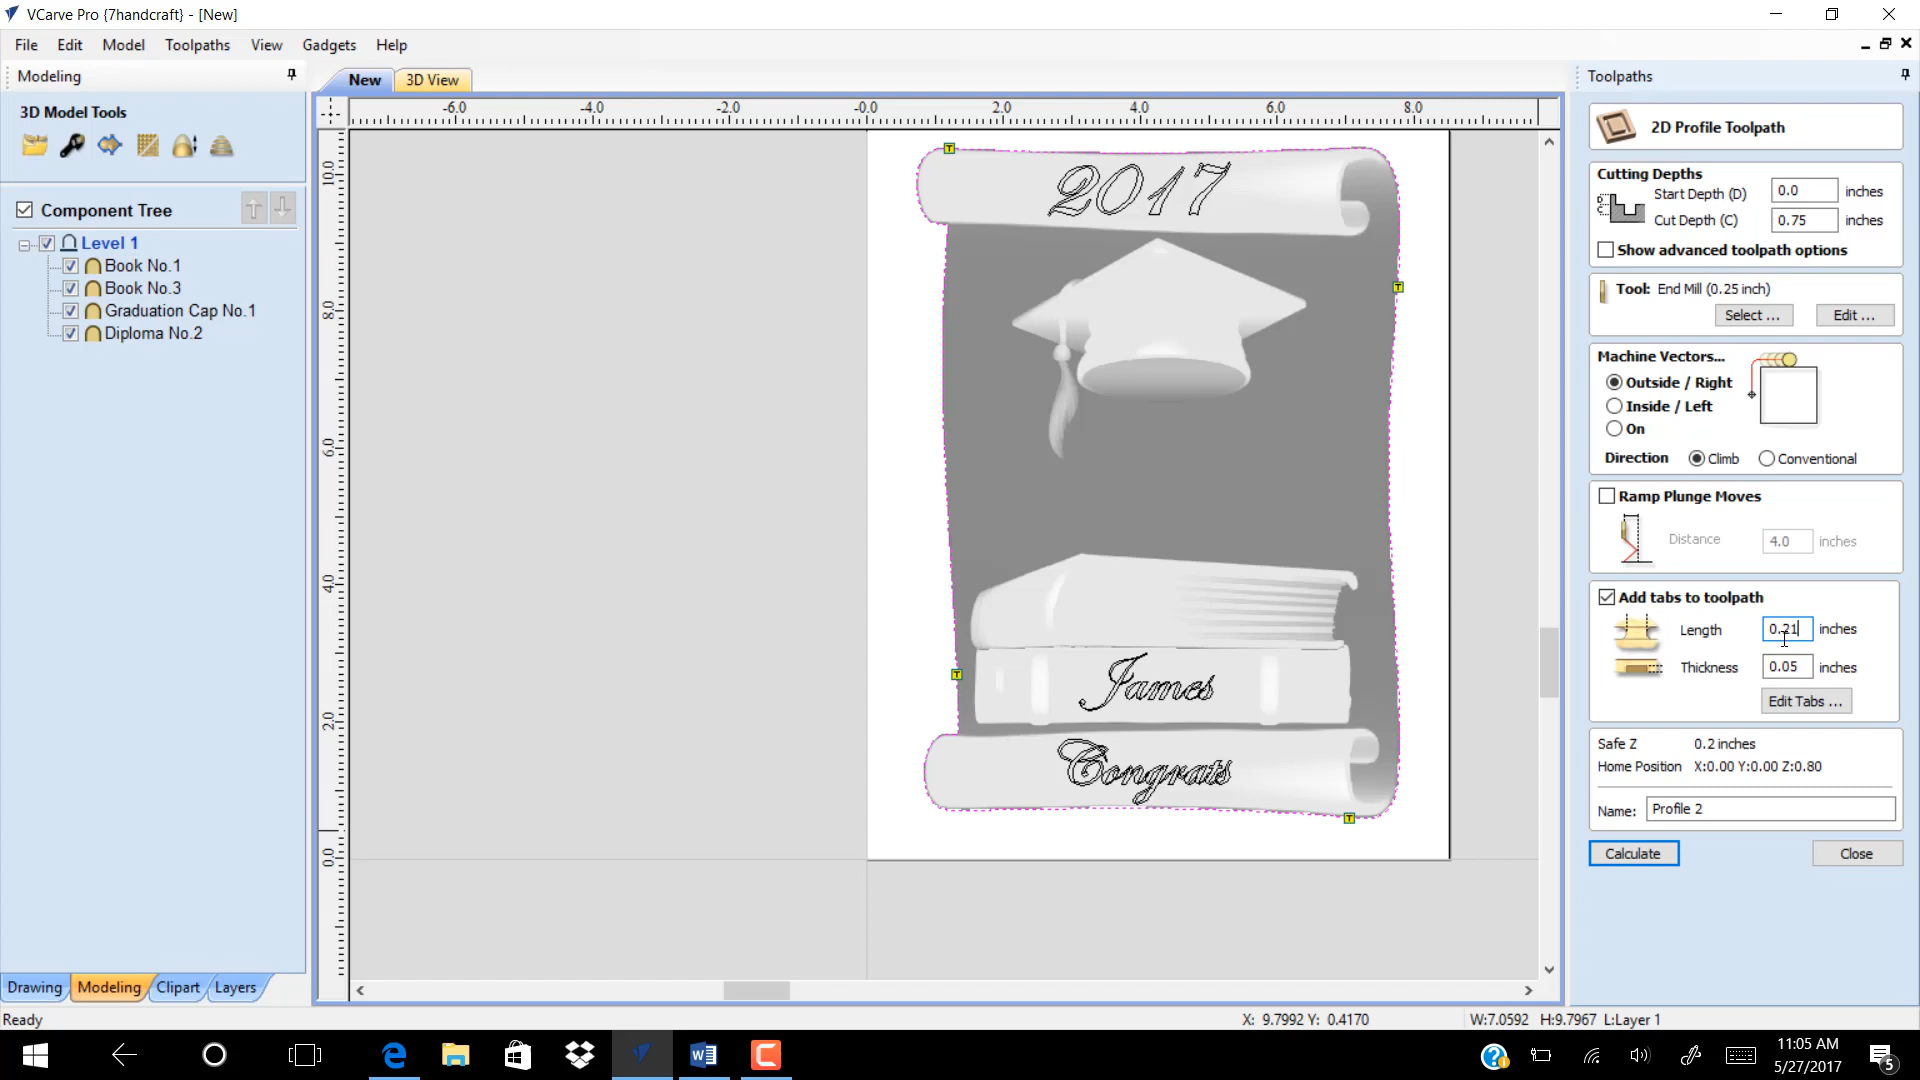 VCarve Pro {7handcraft} - [New]
File Edit Model Toolpaths View Gadgets Help
Modeling
3D Model Tools
Component Tree
Level 1
Book No.1
Book No.3
Graduation Cap No.1
Diploma No.2
Drawing Modeling Clipart Layers
New 3D View
-6.0 -4.0 -2.0 -0.0 2.0 4.0 6.0 8.0
10.0
8.0
6.0
4.0
2.0
0.0
2017
James
Congrats
T
T
T
T
Toolpaths
2D Profile Toolpath
Cutting Depths
Start Depth (D) 0.0 inches
Cut Depth (C) 0.75 inches
D
C
Show advanced toolpath options
Tool: End Mill (0.25 inch)
Select ... Edit ...
Machine Vectors...
Outside / Right
Inside / Left
On
Direction Climb Conventional
Ramp Plunge Moves
Distance 4.0 inches
Add tabs to toolpath
Length 0.21 inches
Thickness 0.05 inches
Edit Tabs ...
Safe Z 0.2 inches
Home Position X:0.00 Y:0.00 Z:0.80
Name: Profile 2
Calculate Close
Ready
X: 9.7992 Y: 0.4170
W:7.0592 H:9.7967 L:Layer 1
11:05 AM
5/27/2017
5